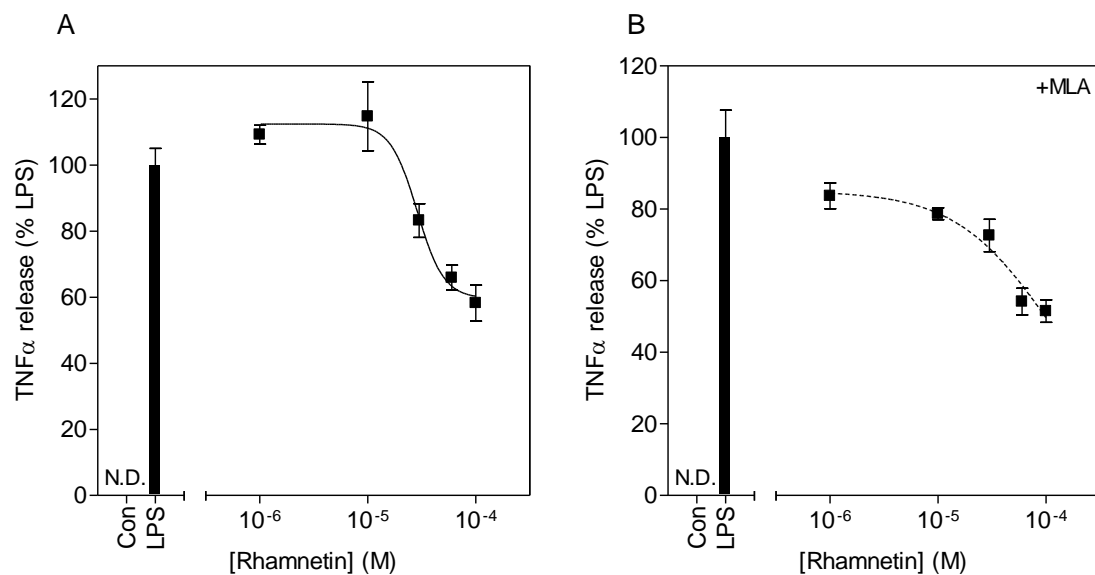 A
TNFα release (% LPS)
120
100
80
60
40
20
0
N.D.
Con
LPS
10⁻⁶
10⁻⁵
10⁻⁴
[Rhamnetin] (M)
B
+MLA
TNFα release (% LPS)
120
100
80
60
40
20
0
N.D.
Con
LPS
10⁻⁶
10⁻⁵
10⁻⁴
[Rhamnetin] (M)